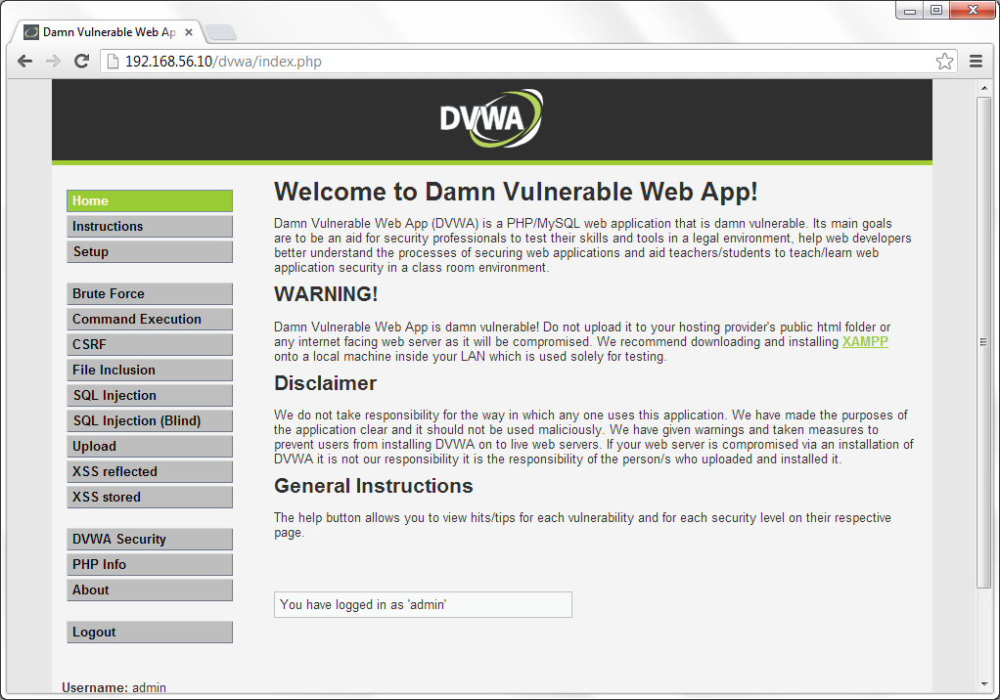 Damn Vulnerable Web Ap
192.168.56.10/dvwa/index.php
DVWA
Home
Instructions
Setup
Brute Force
Command Execution
CSRF
File Inclusion
SQL Injection
SQL Injection (Blind)
Upload
XSS reflected
XSS stored
DVWA Security
PHP Info
About
Logout
Username: admin
Welcome to Damn Vulnerable Web App!
Damn Vulnerable Web App (DVWA) is a PHP/MySQL web application that is damn vulnerable. Its main goals
are to be an aid for security professionals to test their skills and tools in a legal environment, help web developers
better understand the processes of securing web applications and aid teachers/students to teach/learn web
application security in a class room environment.
WARNING!
Damn Vulnerable Web App is damn vulnerable! Do not upload it to your hosting provider's public html folder or
any internet facing web server as it will be compromised. We recommend downloading and installing XAMPP
onto a local machine inside your LAN which is used solely for testing.
Disclaimer
We do not take responsibility for the way in which any one uses this application. We have made the purposes of
the application clear and it should not be used maliciously. We have given warnings and taken measures to
prevent users from installing DVWA on to live web servers. If your web server is compromised via an installation of
DVWA it is not our responsibility it is the responsibility of the person/s who uploaded and installed it.
General Instructions
The help button allows you to view hits/tips for each vulnerability and for each security level on their respective
page.
You have logged in as 'admin'